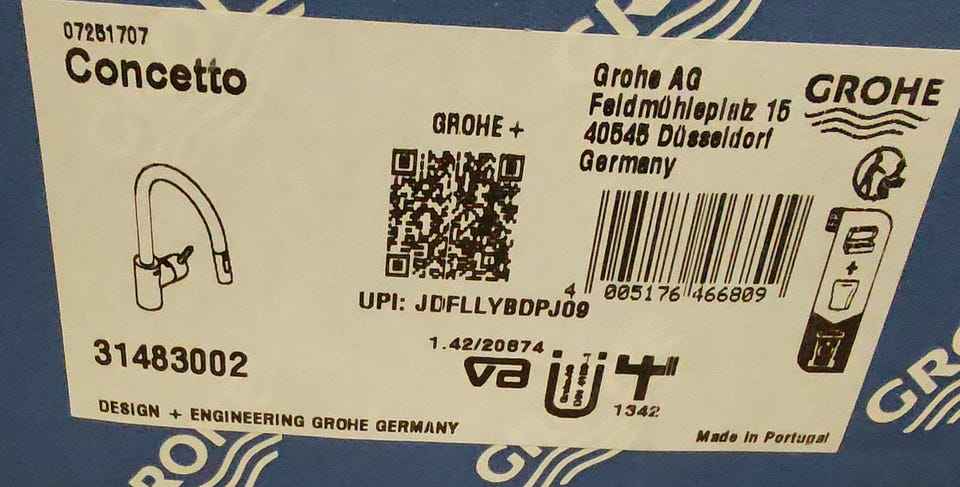 07251707
Concetto
GROHE +
UPI: JDFLLYBDPJ09
Grohe AG
Feldmühleplatz 15
40545 Düsseldorf
Germany
GROHE
4 005176 466809
31483002
1.42/20674
va
1342
DESIGN + ENGINEERING GROHE GERMANY
Made in Portugal